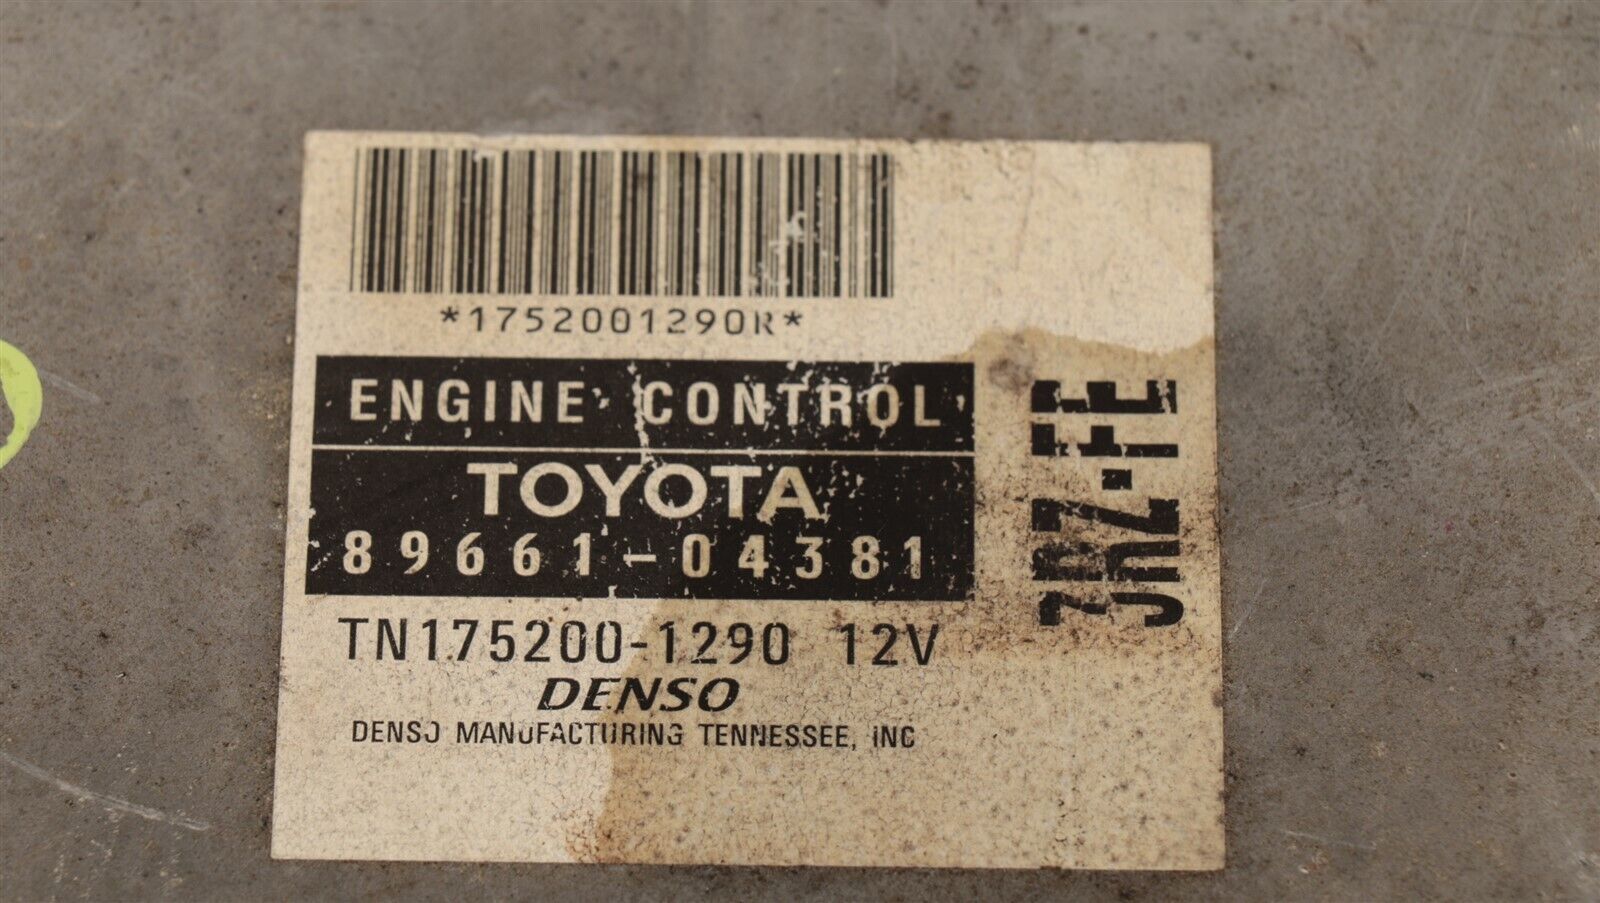 *1752001290R*
ENGINE CONTROL
TOYOTA
89661-04381
TN175200-1290 12V
DENSO
DENSO MANUFACTURING TENNESSEE, INC
3RZ-FE